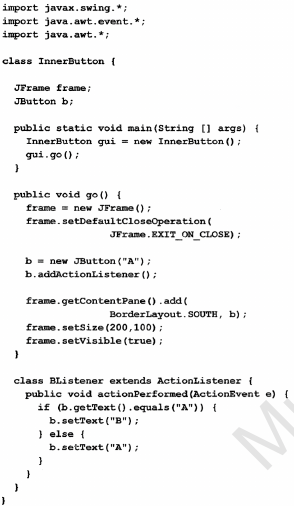 import javax.swing.*;
import java.awt.event.*;
import java.awt.*;
class InnerButton {
JFrame frame;
JButton b;
public static void main(String [] args) {
InnerButton gui = new InnerButton();
gui.go();
}
public void go() {
frame = new JFrame();
frame.setDefaultCloseOperation(
JFrame.EXIT_ON_CLOSE);
b = new JButton("A");
b.addActionListener();
frame.getContentPane().add(
BorderLayout.SOUTH, b);
frame.setSize(200,100);
frame.setVisible(true);
}
class BListener extends ActionListener {
public void actionPerformed(ActionEvent e) {
if (b.getText().equals("A")) {
b.setText("B");
} else {
b.setText("A");
}
}
}
}